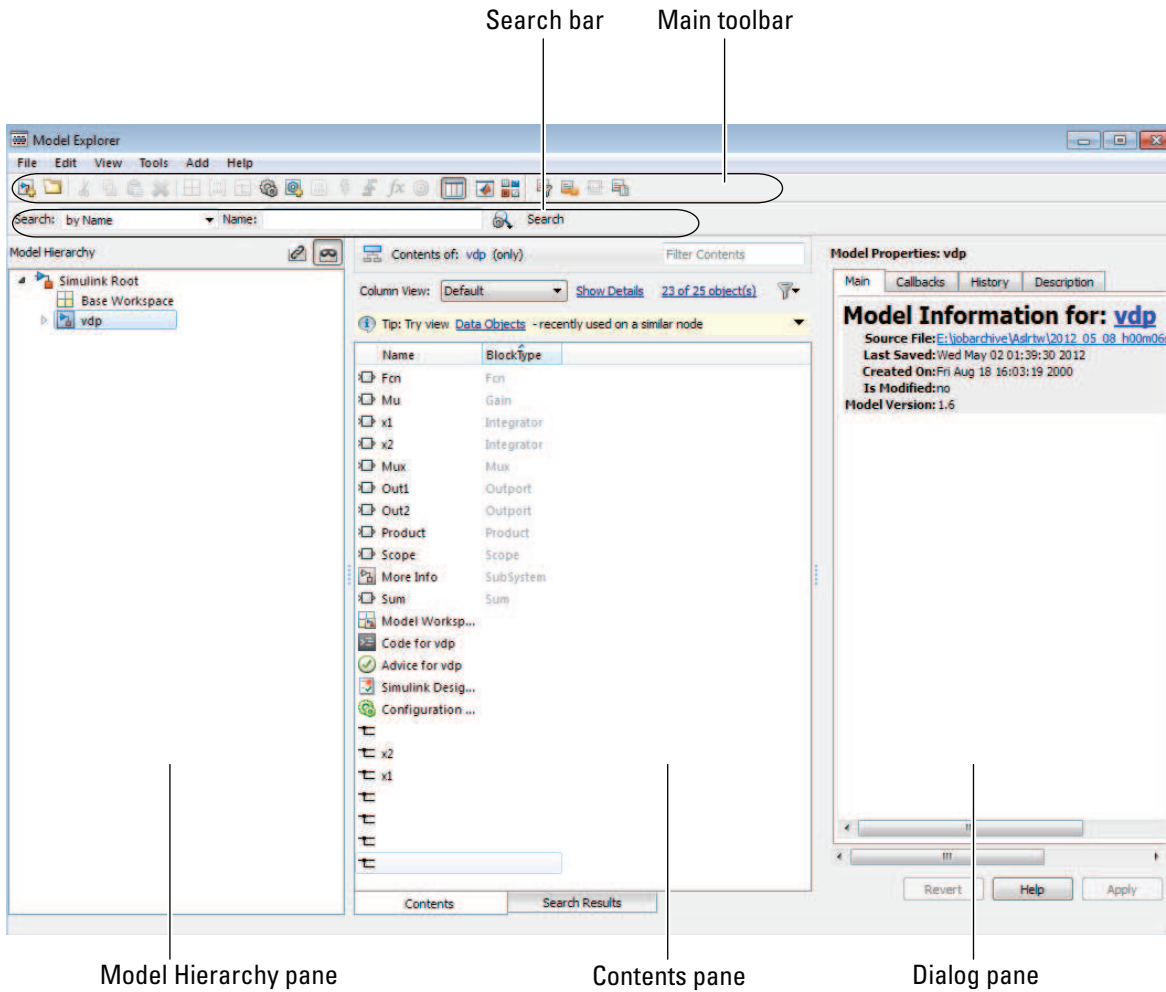 Search bar
Main toolbar
Model Explorer
File Edit View Tools Add Help
fx
Search: by Name Name: Search
Model Hierarchy
Simulink Root
Base Workspace
vdp
Contents of: vdp (only) Filter Contents
Column View: Default Show Details 23 of 25 object(s)
Tip: Try view Data Objects - recently used on a similar node
Name BlockType
Fcn Fcn
Mu Gain
x1 Integrator
x2 Integrator
Mux Mux
Out1 Outport
Out2 Outport
Product Product
Scope Scope
More Info SubSystem
Sum Sum
Model Worksp...
Code for vdp
Advice for vdp
Simulink Desig...
Configuration ...
x2
x1
Contents Search Results
Model Properties: vdp
Main Callbacks History Description
Model Information for: vdp
Source File: E:\jobarchive\Aslrtw\2012_05_08_h00m06s
Last Saved: Wed May 02 01:39:30 2012
Created On: Fri Aug 18 16:03:19 2000
Is Modified: no
Model Version: 1.6
Revert Help Apply
Model Hierarchy pane
Contents pane
Dialog pane